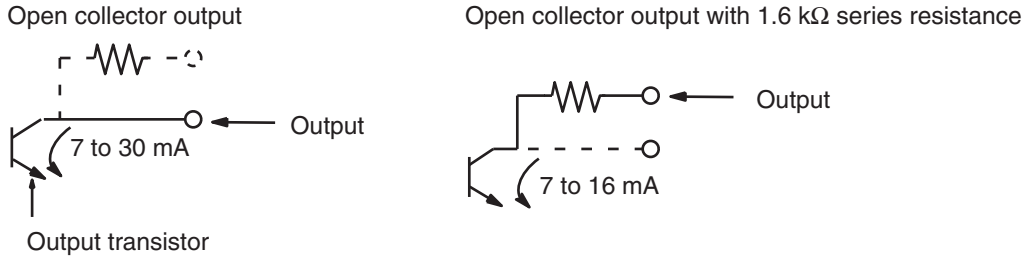 Open collector output
Output
7 to 30 mA
Output transistor
Open collector output with 1.6 kΩ series resistance
Output
7 to 16 mA